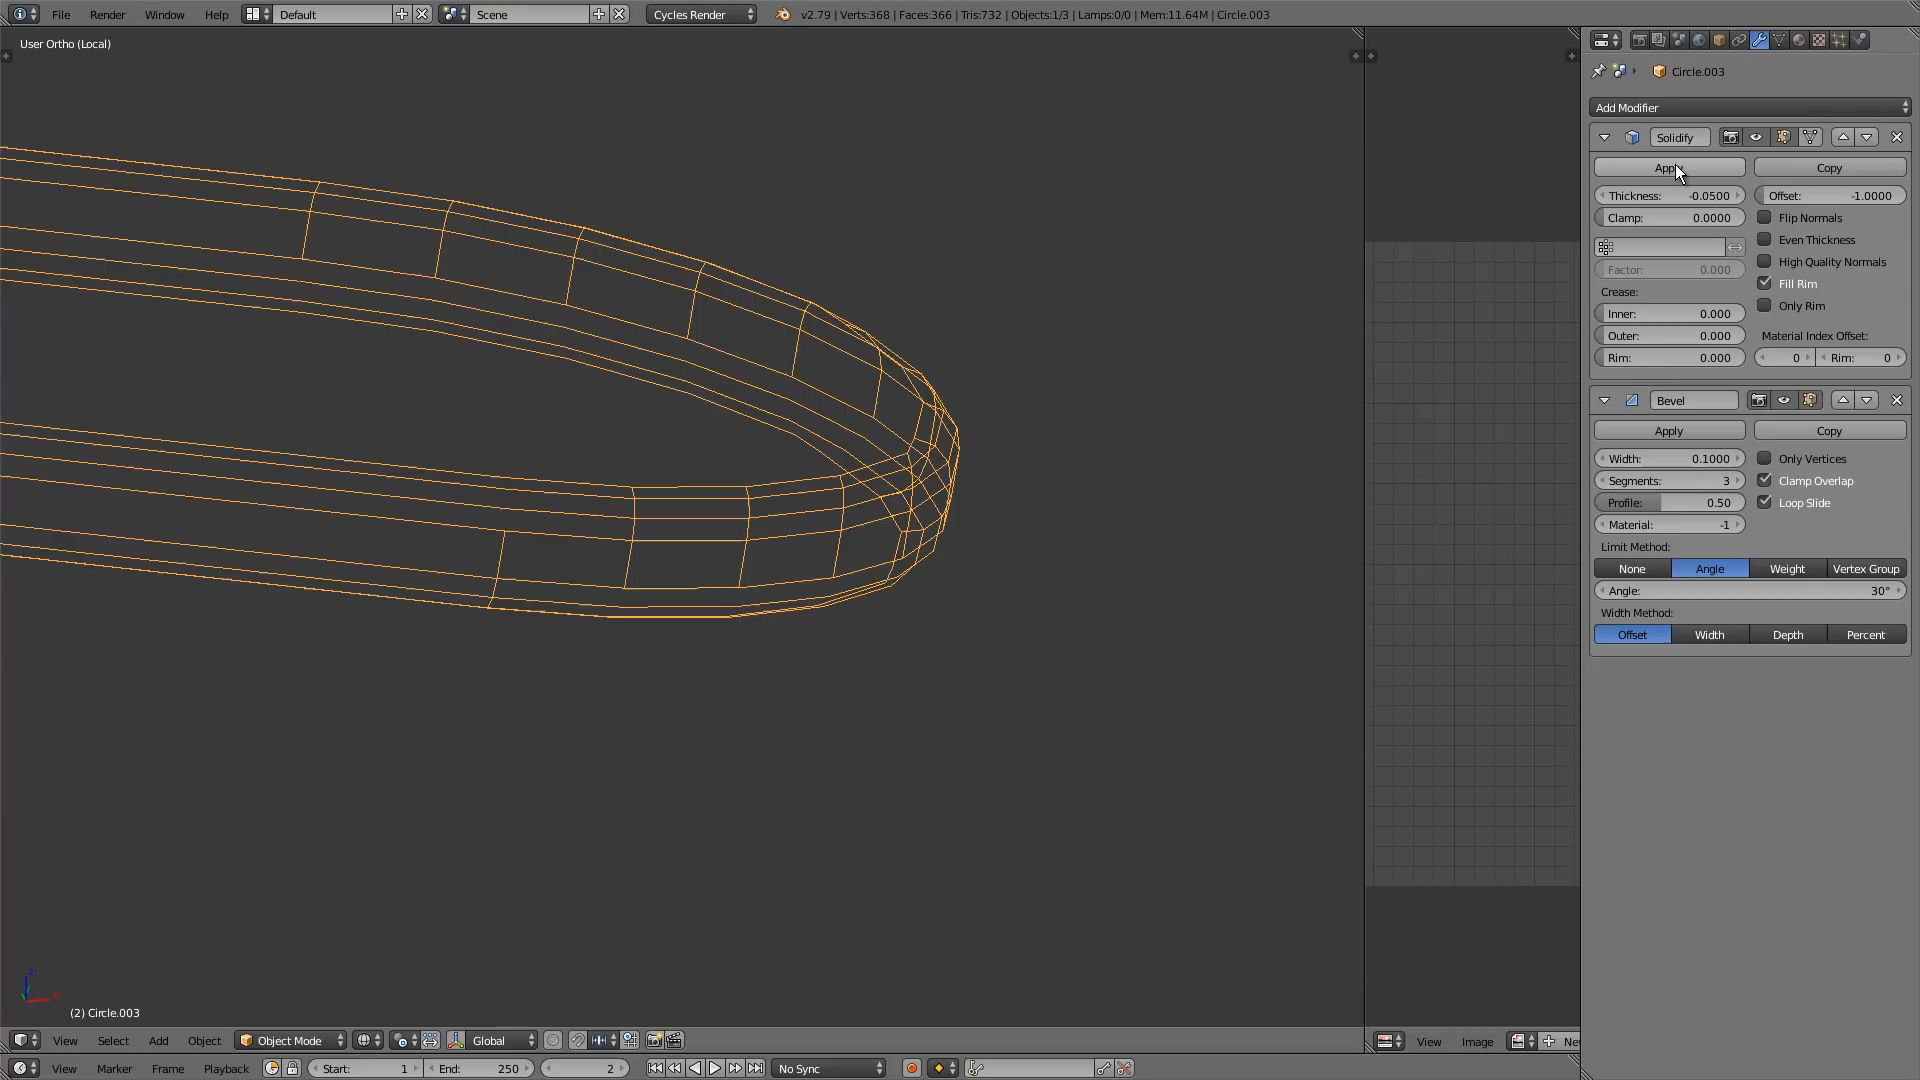 File Render Window Help Default Scene Cycles Render v2.79 | Verts:368 | Faces:366 | Tris:732 | Objects:1/3 | Lamps:0/0 | Mem:11.64M | Circle.003
User Ortho (Local)
Circle.003
Add Modifier
Solidify
Apply Copy
Thickness: -0.0500 Offset: -1.0000
Clamp: 0.0000 Flip Normals
Even Thickness
High Quality Normals
Factor: 0.000
Fill Rim
Crease:
Only Rim
Inner: 0.000
Outer: 0.000 Material Index Offset:
Rim: 0.000 0 Rim: 0
Bevel
Apply Copy
Width: 0.1000 Only Vertices
Segments: 3 Clamp Overlap
Profile: 0.50 Loop Slide
Material: -1
Limit Method:
None Angle Weight Vertex Group
Angle: 30°
Width Method:
Offset Width Depth Percent
z
(2) Circle.003
View Select Add Object Object Mode Global View Image
View Marker Frame Playback Start: 1 End: 250 2 No Sync